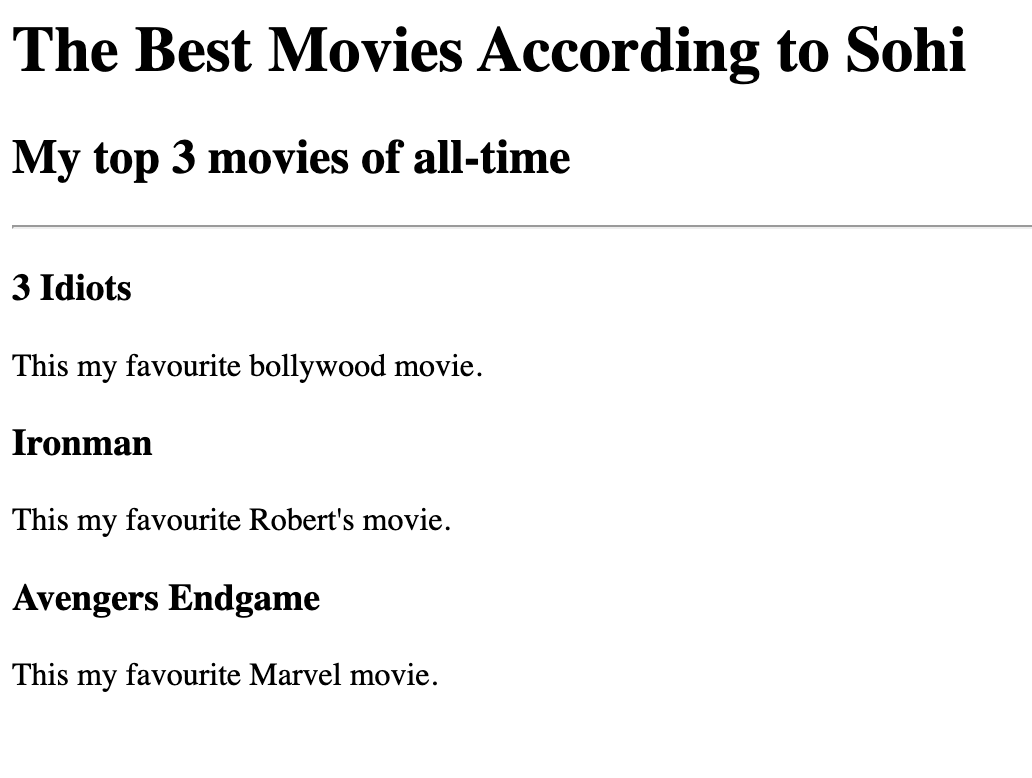 The Best Movies According to Sohi
My top 3 movies of all-time
3 Idiots
This my favourite bollywood movie.
Ironman
This my favourite Robert's movie.
Avengers Endgame
This my favourite Marvel movie.